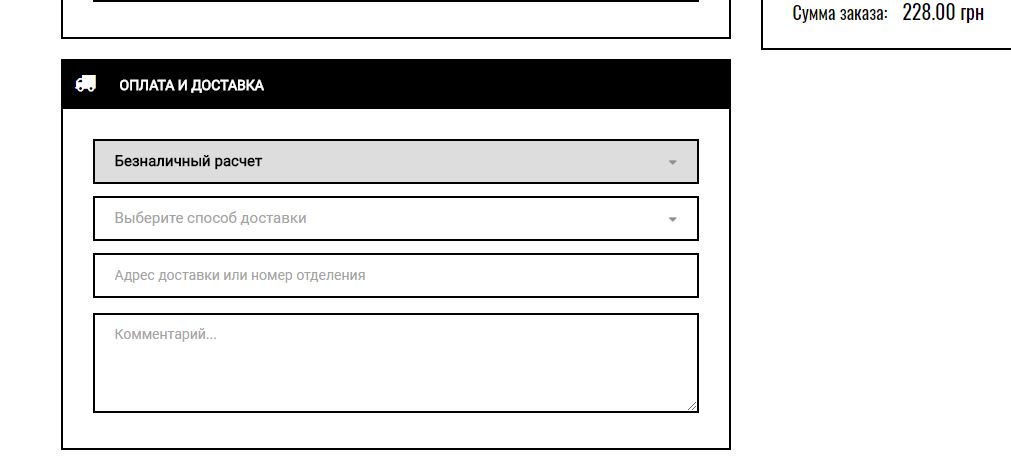 Сумма заказа: 228.00 грн
ОПЛАТА И ДОСТАВКА
Безналичный расчет
Выберите способ доставки
Адрес доставки или номер отделения
Комментарий...